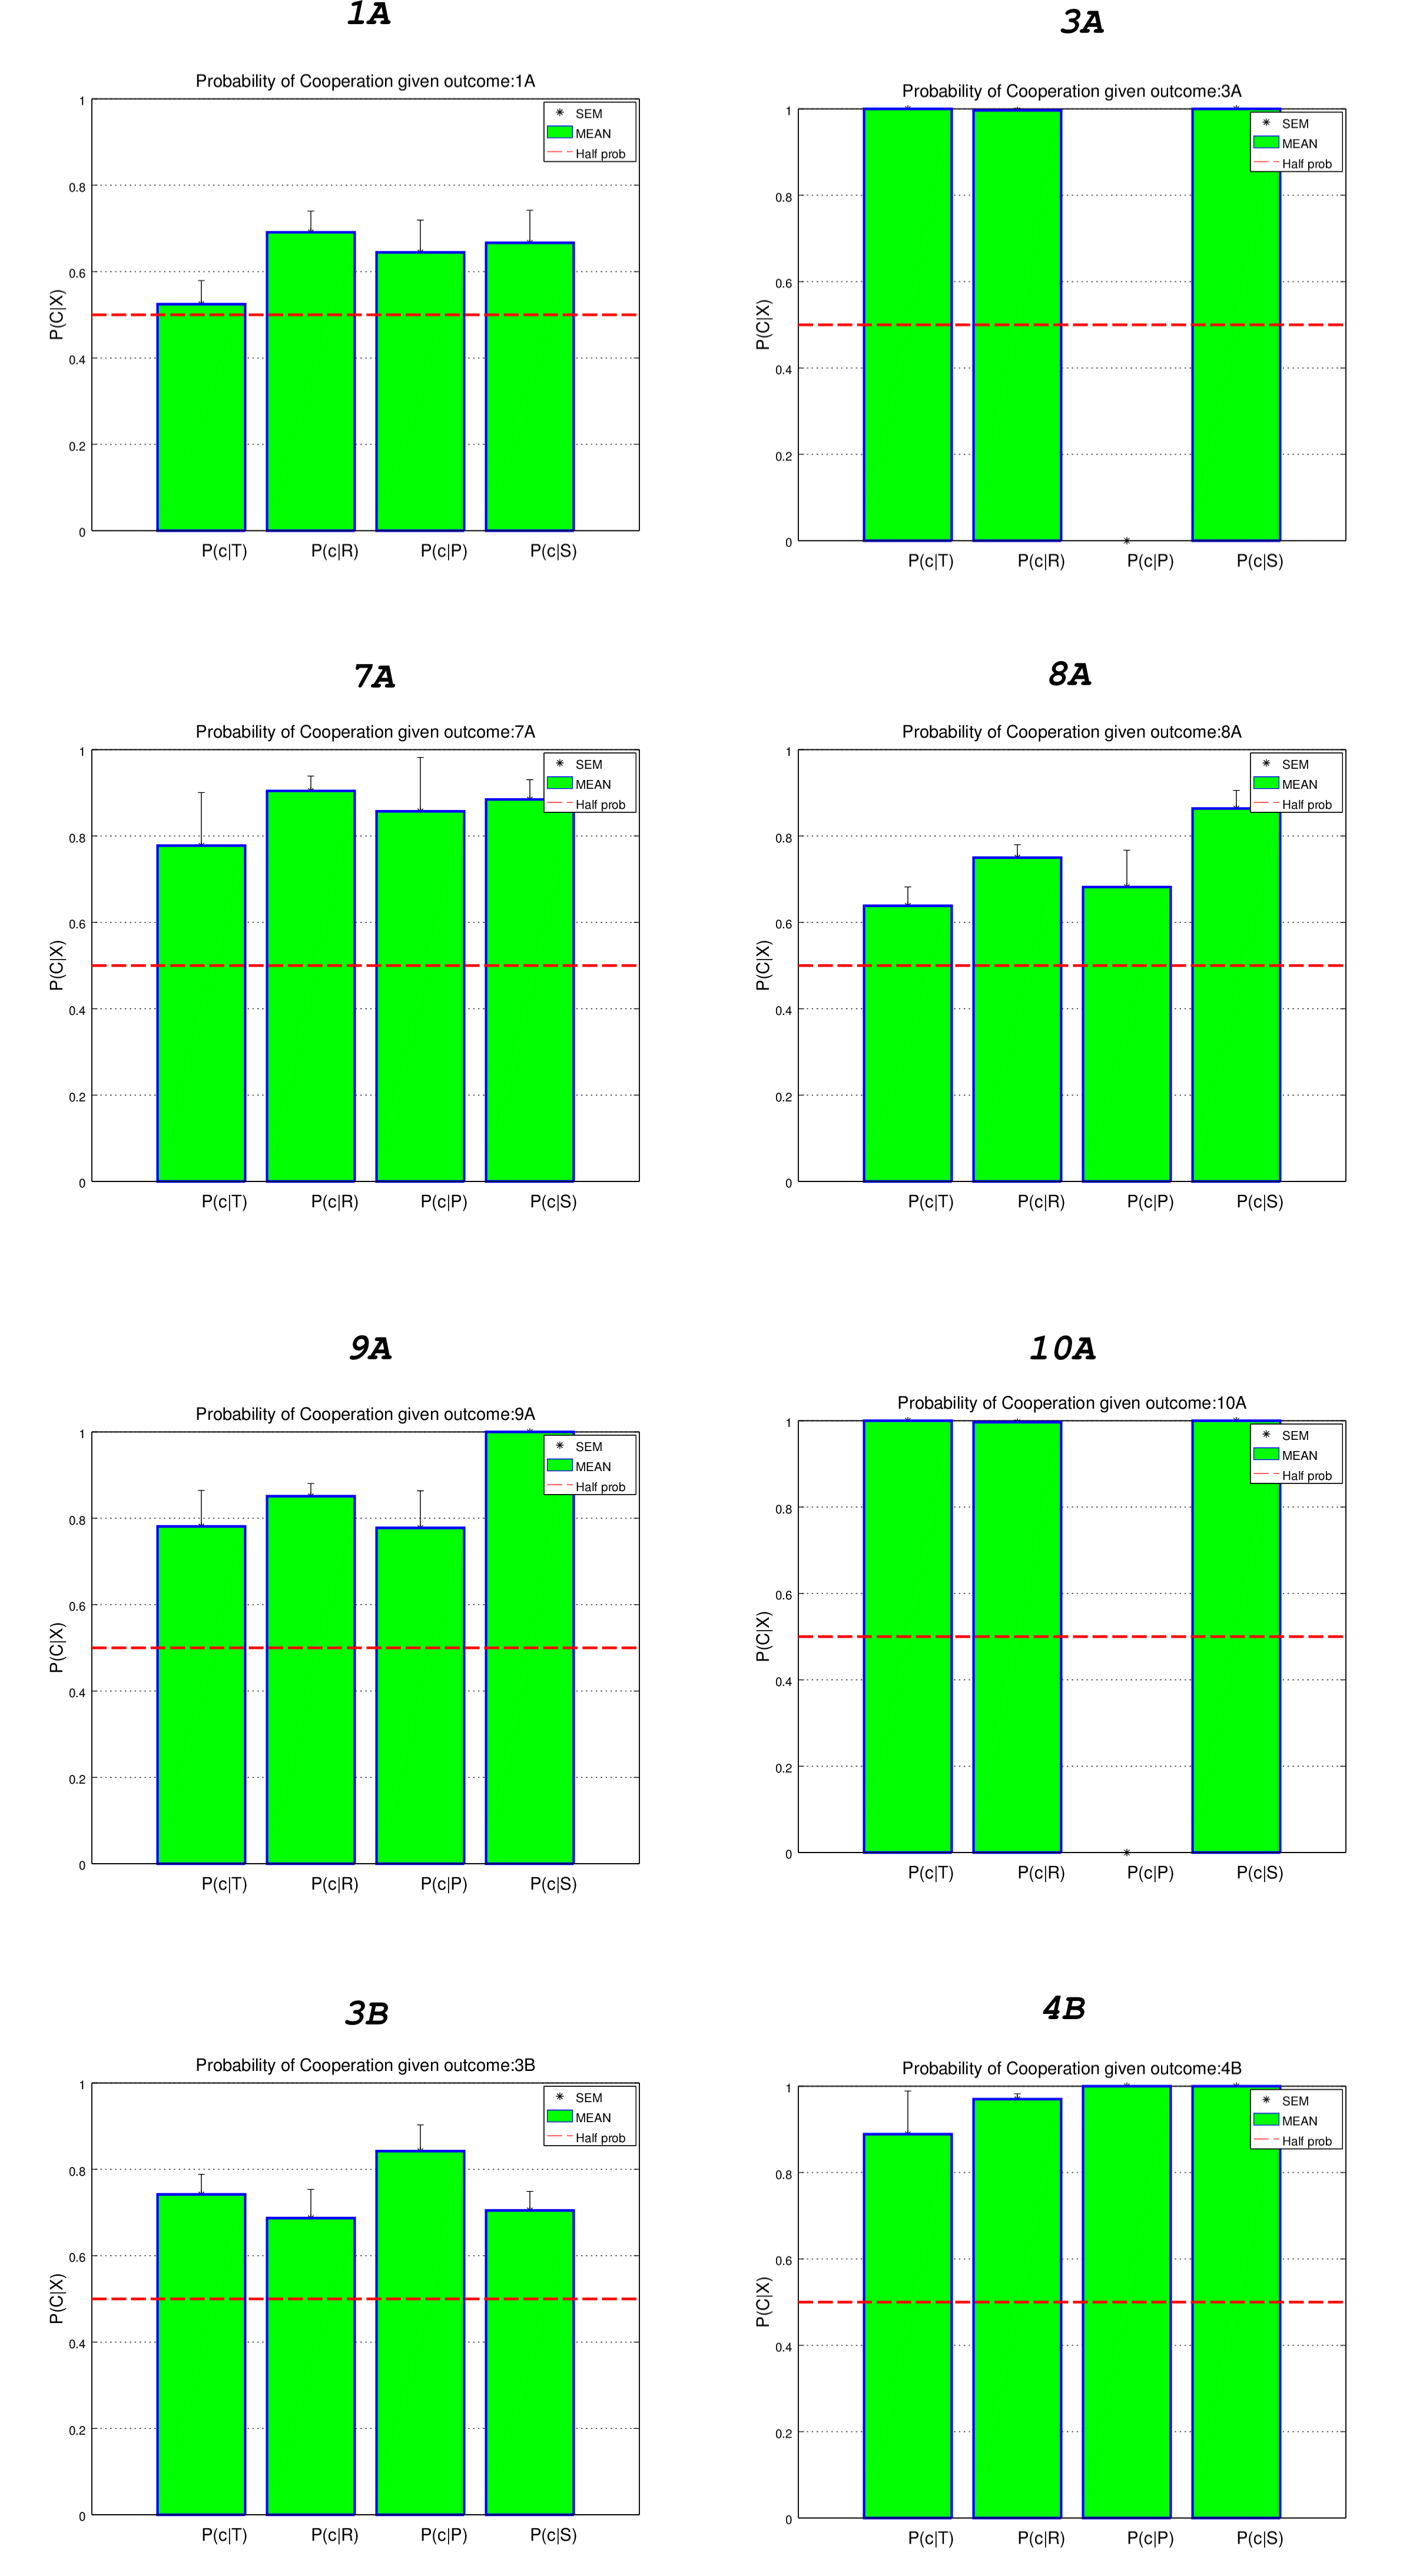 1A
Probability of Cooperation given outcome:1A
SEM
MEAN
Half prob
P(C|X)
1
0.8
0.6
0.4
0.2
0
P(c|T) P(c|R) P(c|P) P(c|S)
3A
Probability of Cooperation given outcome:3A
SEM
MEAN
Half prob
P(C|X)
1
0.8
0.6
0.4
0.2
0
P(c|T) P(c|R) P(c|P) P(c|S)
7A
Probability of Cooperation given outcome:7A
SEM
MEAN
Half prob
P(C|X)
1
0.8
0.6
0.4
0.2
0
P(c|T) P(c|R) P(c|P) P(c|S)
8A
Probability of Cooperation given outcome:8A
SEM
MEAN
Half prob
P(C|X)
1
0.8
0.6
0.4
0.2
0
P(c|T) P(c|R) P(c|P) P(c|S)
9A
Probability of Cooperation given outcome:9A
SEM
MEAN
Half prob
P(C|X)
1
0.8
0.6
0.4
0.2
0
P(c|T) P(c|R) P(c|P) P(c|S)
10A
Probability of Cooperation given outcome:10A
SEM
MEAN
Half prob
P(C|X)
1
0.8
0.6
0.4
0.2
0
P(c|T) P(c|R) P(c|P) P(c|S)
3B
Probability of Cooperation given outcome:3B
SEM
MEAN
Half prob
P(C|X)
1
0.8
0.6
0.4
0.2
0
P(c|T) P(c|R) P(c|P) P(c|S)
4B
Probability of Cooperation given outcome:4B
SEM
MEAN
Half prob
P(C|X)
1
0.8
0.6
0.4
0.2
0
P(c|T) P(c|R) P(c|P) P(c|S)